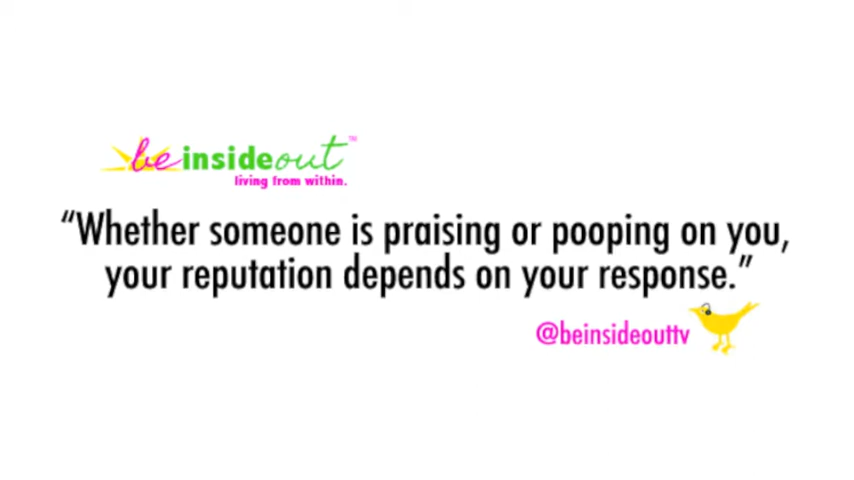 beinsideout™
living from within.
“Whether someone is praising or pooping on you,
your reputation depends on your response.”
@beinsideouttv